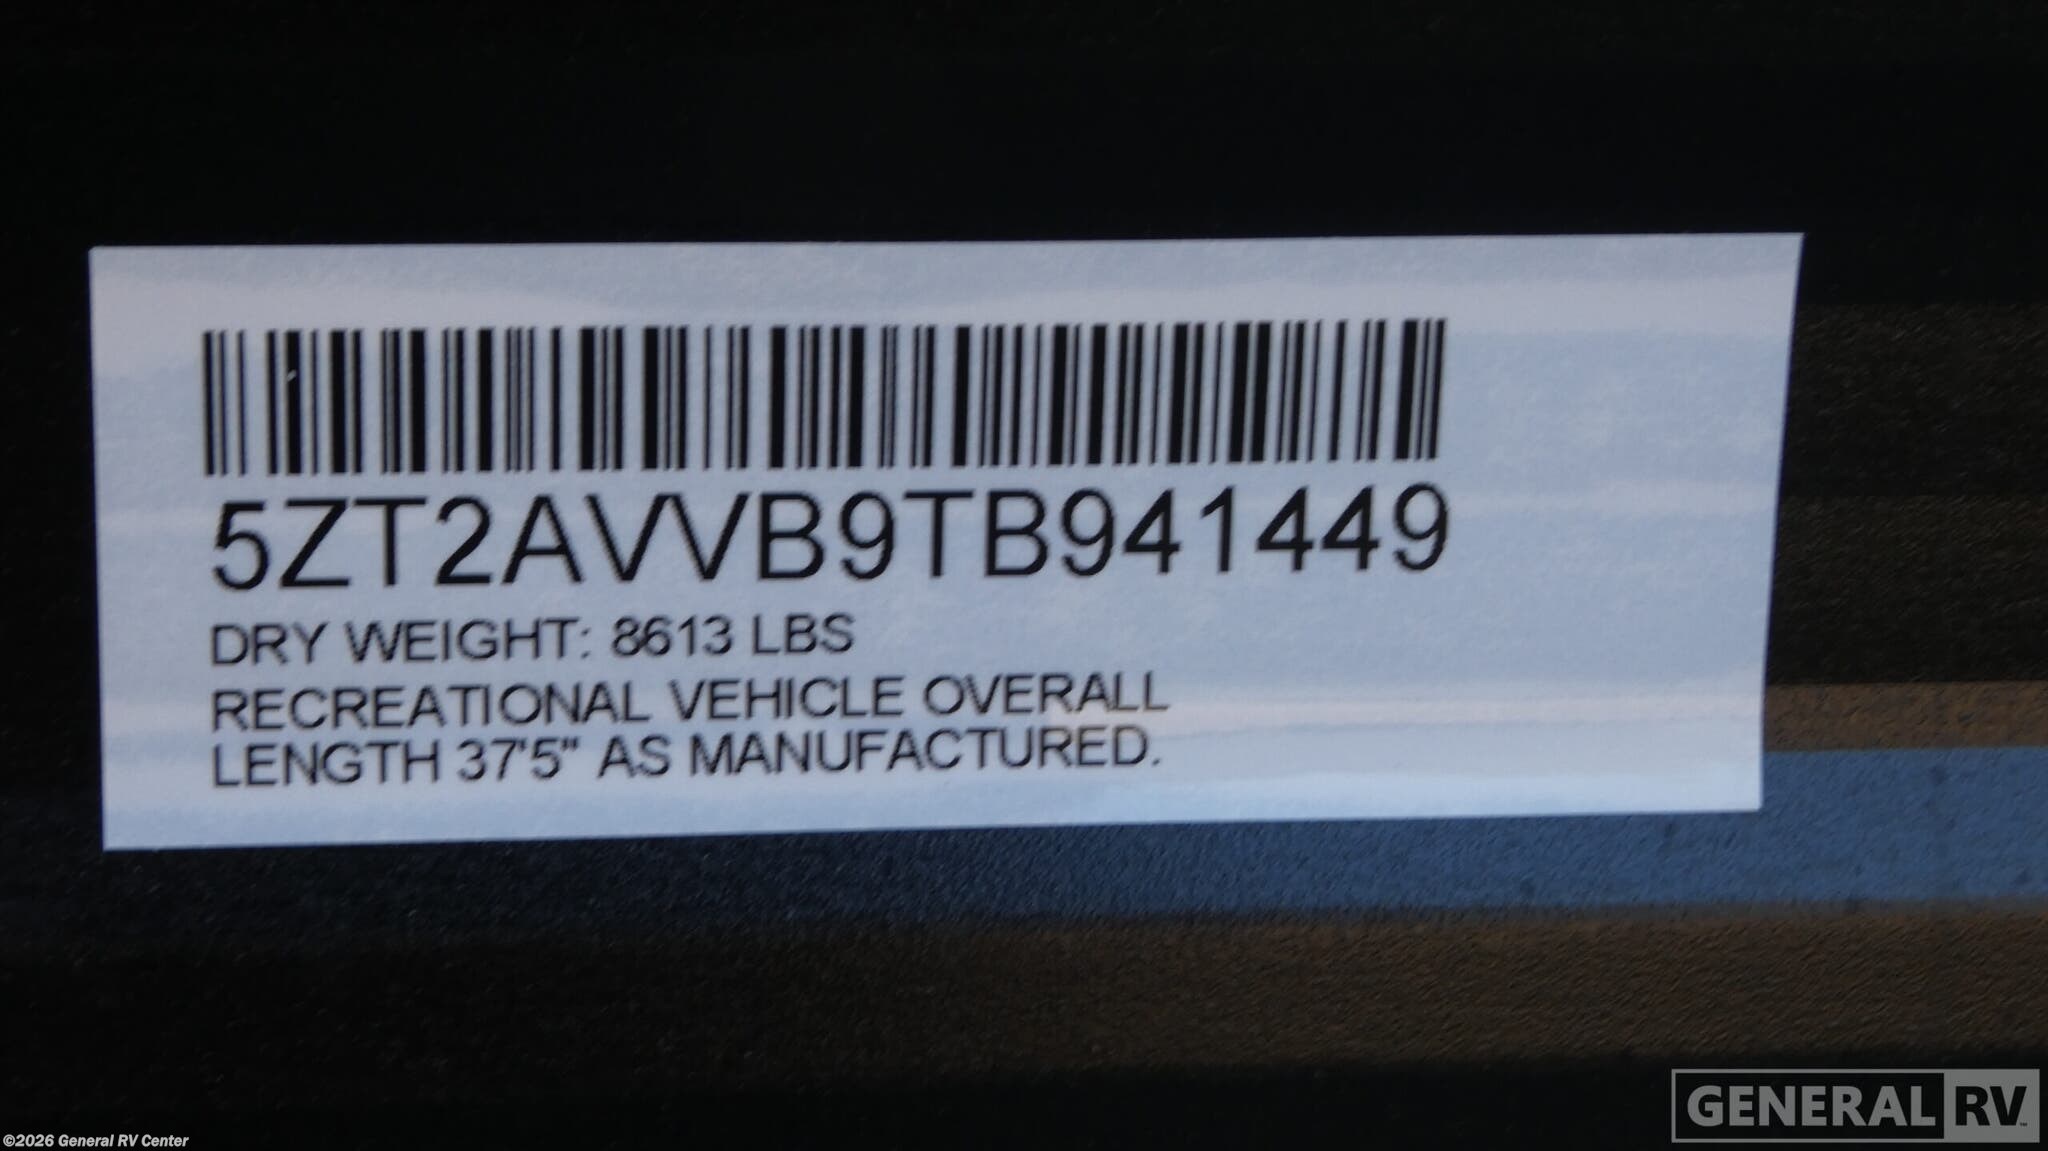 5ZT2AVVB9TB941449
DRY WEIGHT: 8613 LBS
RECREATIONAL VEHICLE OVERALL
LENGTH 37'5" AS MANUFACTURED.
GENERAL RV
©2026 General RV Center